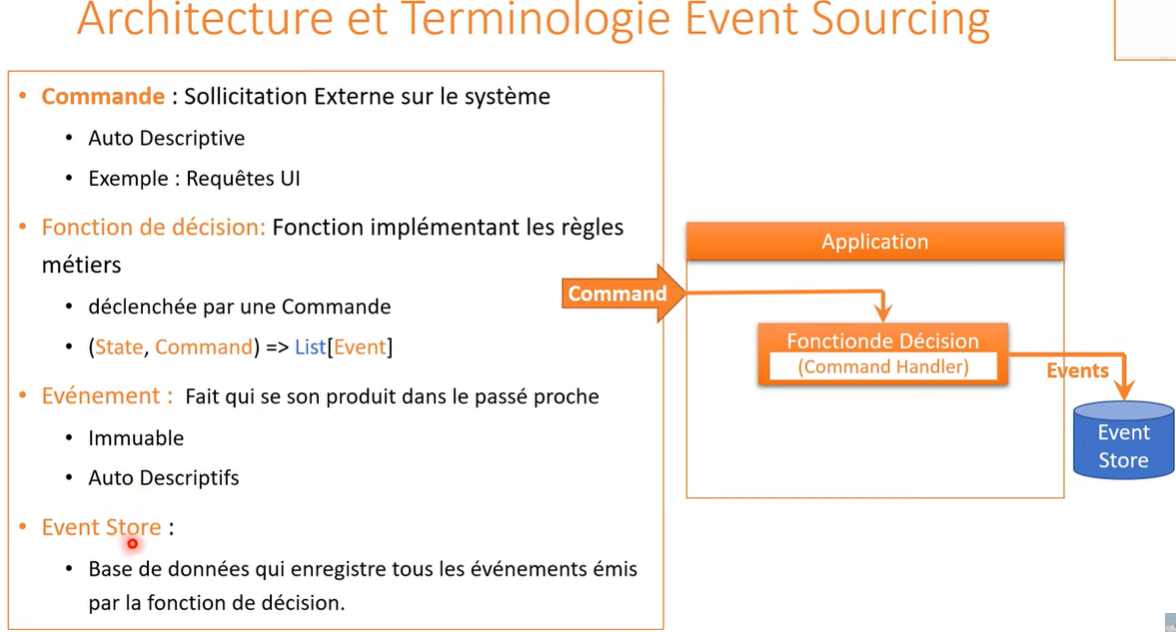 Architecture et Terminologie Event Sourcing
• Commande : Sollicitation Externe sur le système
• Auto Descriptive
• Exemple : Requêtes UI
• Fonction de décision: Fonction implémentant les règles
métiers
• déclenchée par une Commande
• (State, Command) => List[Event]
• Evénement : Fait qui se son produit dans le passé proche
• Immuable
• Auto Descriptifs
• Event Store :
• Base de données qui enregistre tous les événements émis
par la fonction de décision.
Application
Command
Fonctionde Décision
(Command Handler)
Events
Event
Store